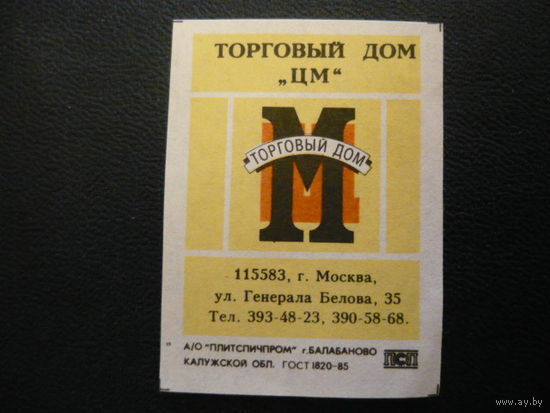 ТОРГОВЫЙ ДОМ
„ЦМ“
М
ТОРГОВЫЙ ДОМ
115583, г. Москва,
ул. Генерала Белова, 35
Тел. 393-48-23, 390-58-68.
А/О "ПЛИТСПИЧПРОМ" г. БАЛАБАНОВО
КАЛУЖСКОЙ ОБЛ. ГОСТ 1820-85
ПСП
www.ay.by